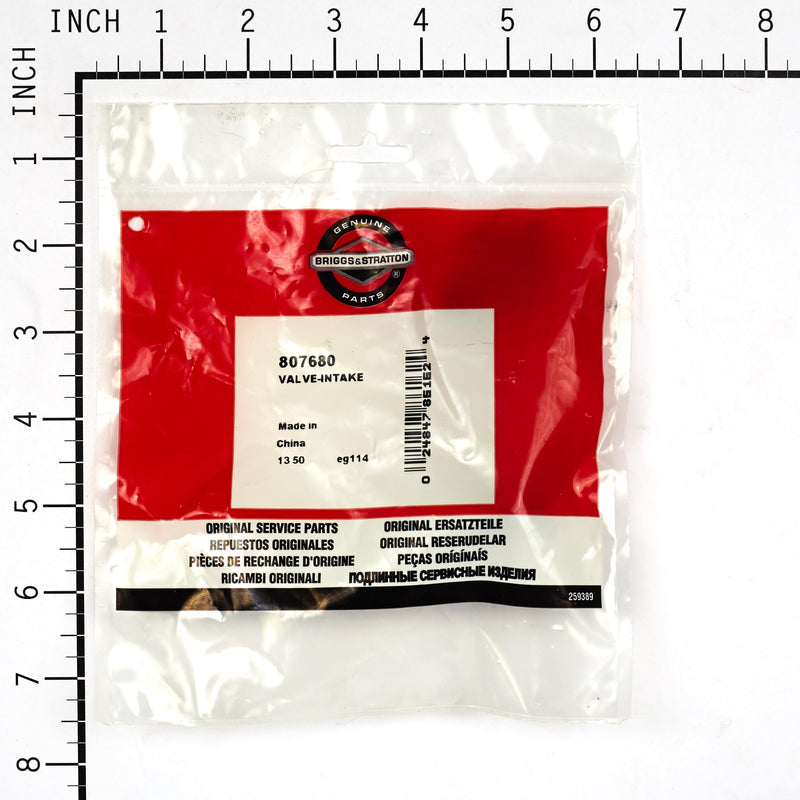 INCH 1 2 3 4 5 6 7 8
INCH
1
2
3
4
5
6
7
8
GENUINE
BRIGGS&STRATTON
®
PARTS
807680
VALVE-INTAKE
Made in
China
13 50 eg114
0 24847 85152 4
ORIGINAL SERVICE PARTS
REPUESTOS ORIGINALES
PIÈCES DE RECHANGE D'ORIGINE
RICAMBI ORIGINALI
ORIGINAL ERSATZTEILE
ORIGINAL RESERUDELAR
PEÇAS ORÍGÍNAÍS
ПОДЛИННЫЕ СЕРВИСНЫЕ ИЗДЕЛИЯ
259389